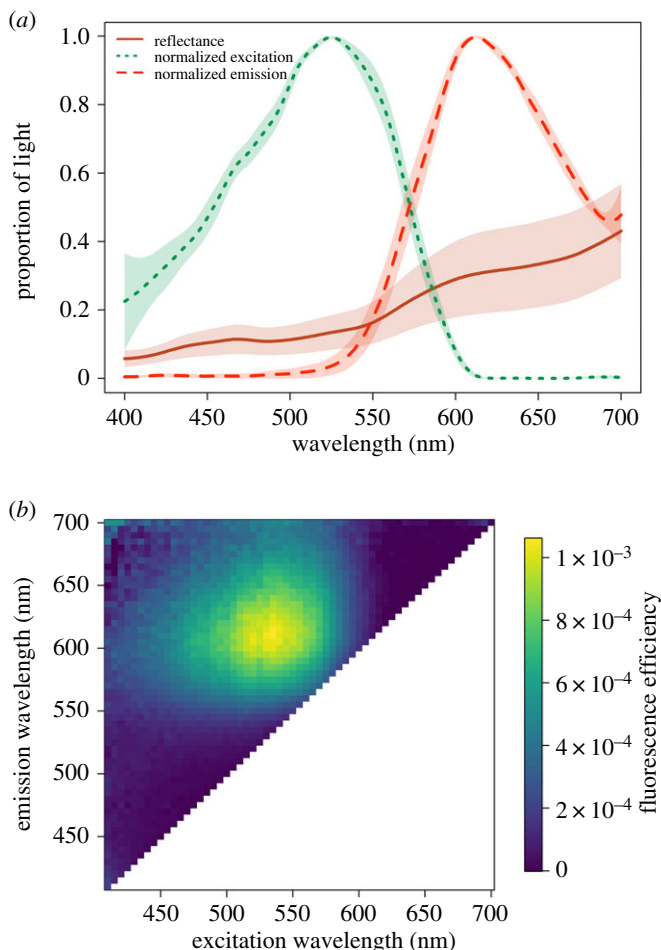 (a)
1.0
0.8
0.6
0.4
0.2
0
proportion of light
reflectance
normalized excitation
normalized emission
400 450 500 550 600 650 700
wavelength (nm)
(b)
700
650
600
550
500
450
emission wavelength (nm)
450 500 550 600 650 700
excitation wavelength (nm)
1 × 10⁻³
8 × 10⁻⁴
6 × 10⁻⁴
4 × 10⁻⁴
2 × 10⁻⁴
0
fluorescence efficiency